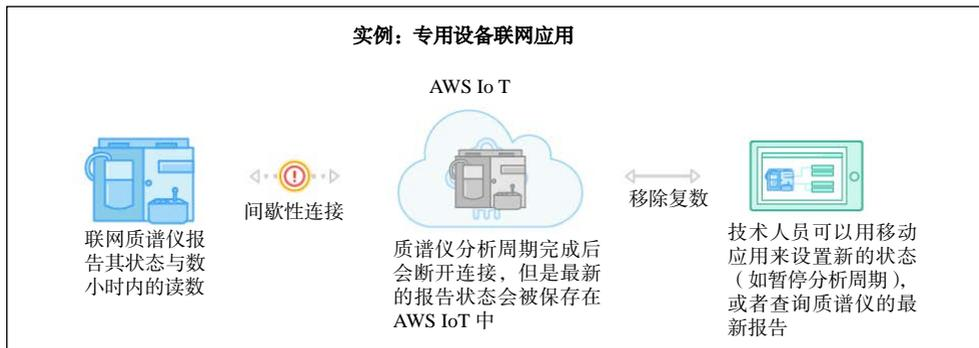 实例：专用设备联网应用
AWS Io T
间歇性连接
移除复数
联网质谱仪报
告其状态与数
小时内的读数
质谱仪分析周期完成后
会断开连接，但是最新
的报告状态会被保存在
AWS IoT 中
技术人员可以用移动
应用来设置新的状态
（如暂停分析周期），
或者查询质谱仪的最
新报告